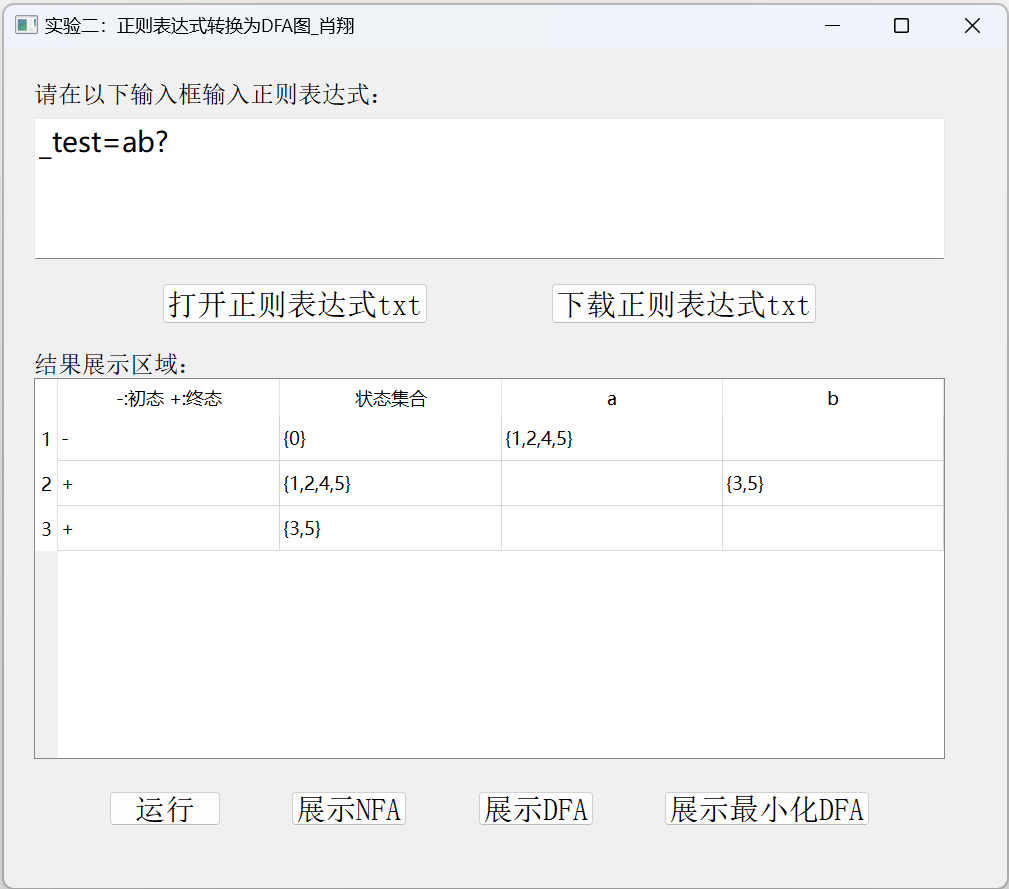 实验二：正则表达式转换为DFA图_肖翔
请在以下输入框输入正则表达式：
_test=ab?
打开正则表达式txt 下载正则表达式txt
结果展示区域：
-:初态 +:终态 状态集合 a b
1 - {0} {1,2,4,5}
2 + {1,2,4,5} {3,5}
3 + {3,5}
运行 展示NFA 展示DFA 展示最小化DFA